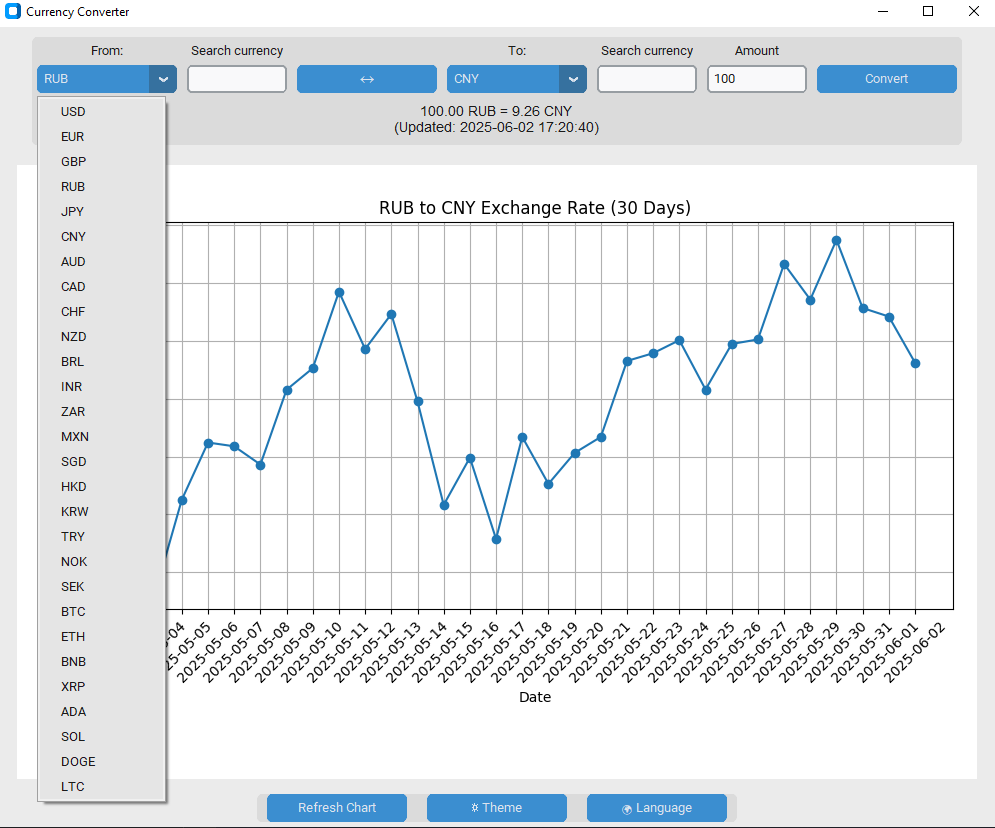 Currency Converter
From: Search currency To: Search currency Amount
RUB ↔ CNY 100 Convert
100.00 RUB = 9.26 CNY
(Updated: 2025-06-02 17:20:40)
USD
EUR
GBP
RUB
JPY
CNY
AUD
CAD
CHF
NZD
BRL
INR
ZAR
MXN
SGD
HKD
KRW
TRY
NOK
SEK
BTC
ETH
BNB
XRP
ADA
SOL
DOGE
LTC
RUB to CNY Exchange Rate (30 Days)
-04
2025-05-05
2025-05-06
2025-05-07
2025-05-08
2025-05-09
2025-05-10
2025-05-11
2025-05-12
2025-05-13
2025-05-14
2025-05-15
2025-05-16
2025-05-17
2025-05-18
2025-05-19
2025-05-20
2025-05-21
2025-05-22
2025-05-23
2025-05-24
2025-05-25
2025-05-26
2025-05-27
2025-05-28
2025-05-29
2025-05-30
2025-05-31
2025-06-01
2025-06-02
Date
Refresh Chart Theme Language